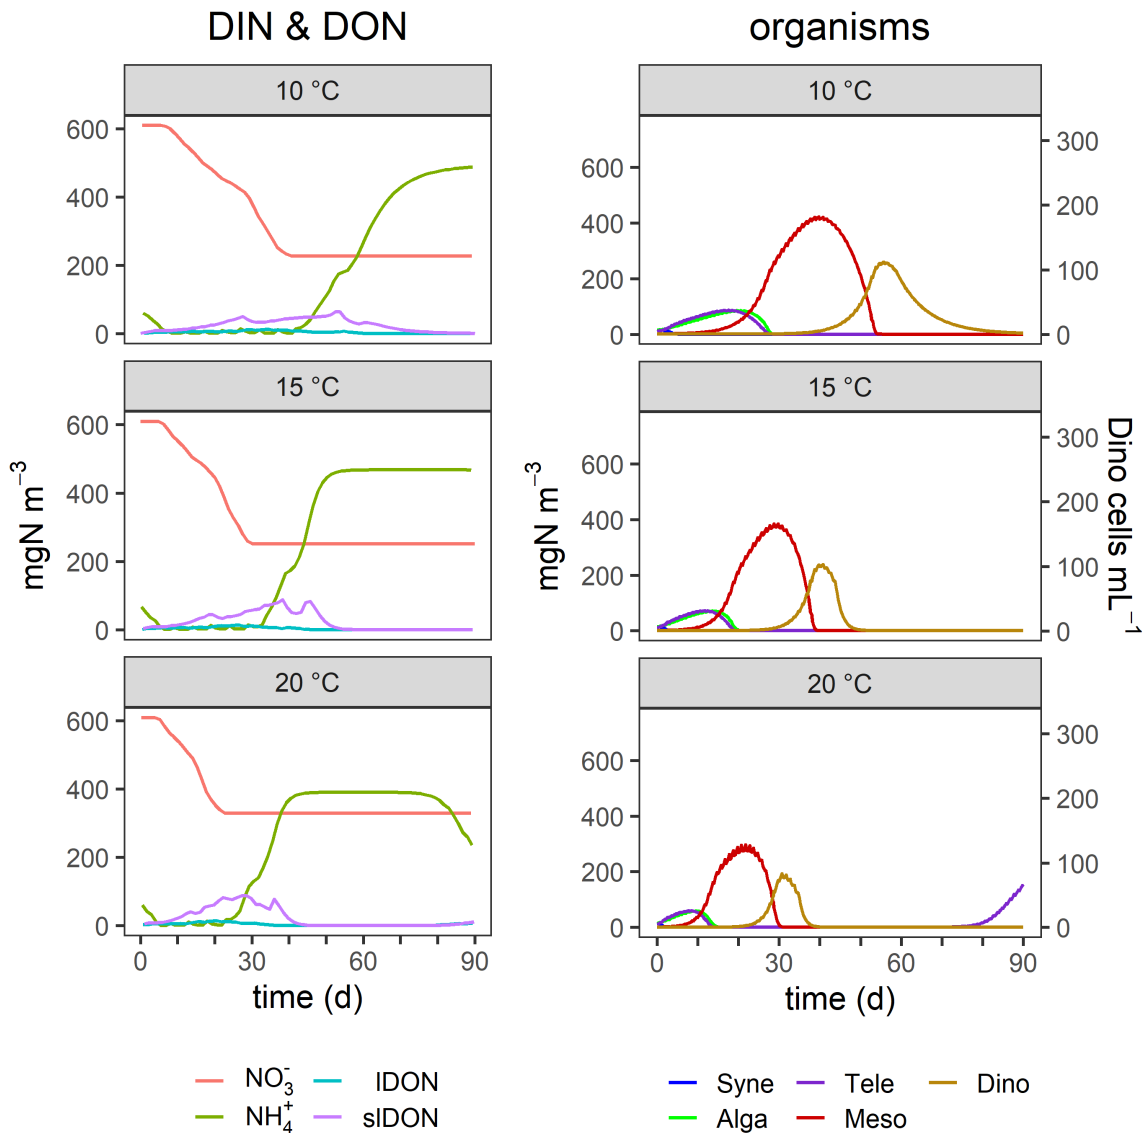 DIN & DON
organisms
10 °C
10 °C
600
400
200
0
600
400
200
0
300
200
100
0
15 °C
15 °C
600
400
200
0
600
400
200
0
300
200
100
0
20 °C
20 °C
600
400
200
0
600
400
200
0
300
200
100
0
mgN m⁻³
mgN m⁻³
Dino cells mL⁻¹
0 30 60 90
0 30 60 90
time (d)
time (d)
NO₃⁻ lDON
NH₄⁺ slDON
Syne Tele Dino
Alga Meso